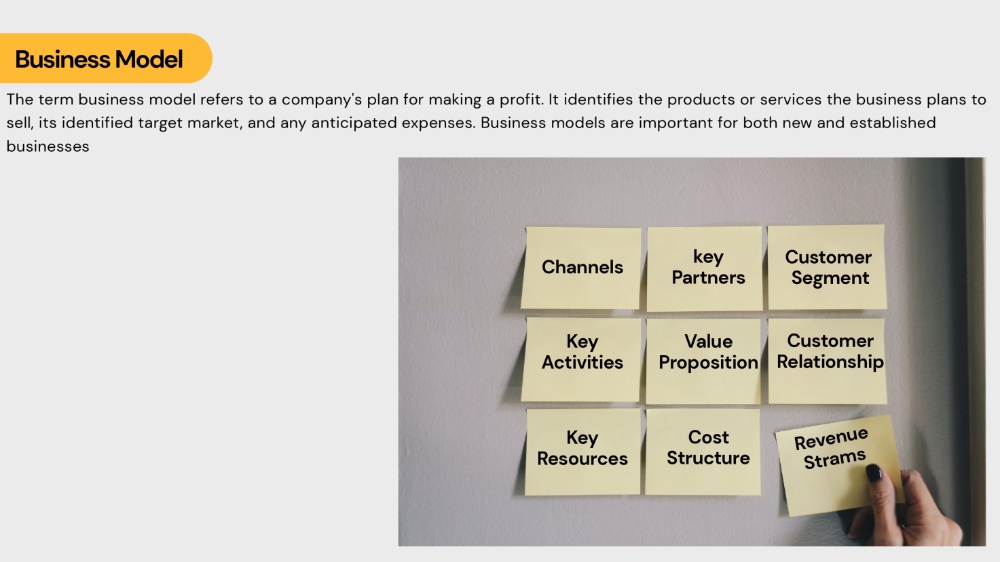 Business Model
The term business model refers to a company's plan for making a profit. It identifies the products or services the business plans to
sell, its identified target market, and any anticipated expenses. Business models are important for both new and established
businesses
Channels
key
Partners
Customer
Segment
Key
Activities
Value
Proposition
Customer
Relationship
Key
Resources
Cost
Structure
Revenue
Strams